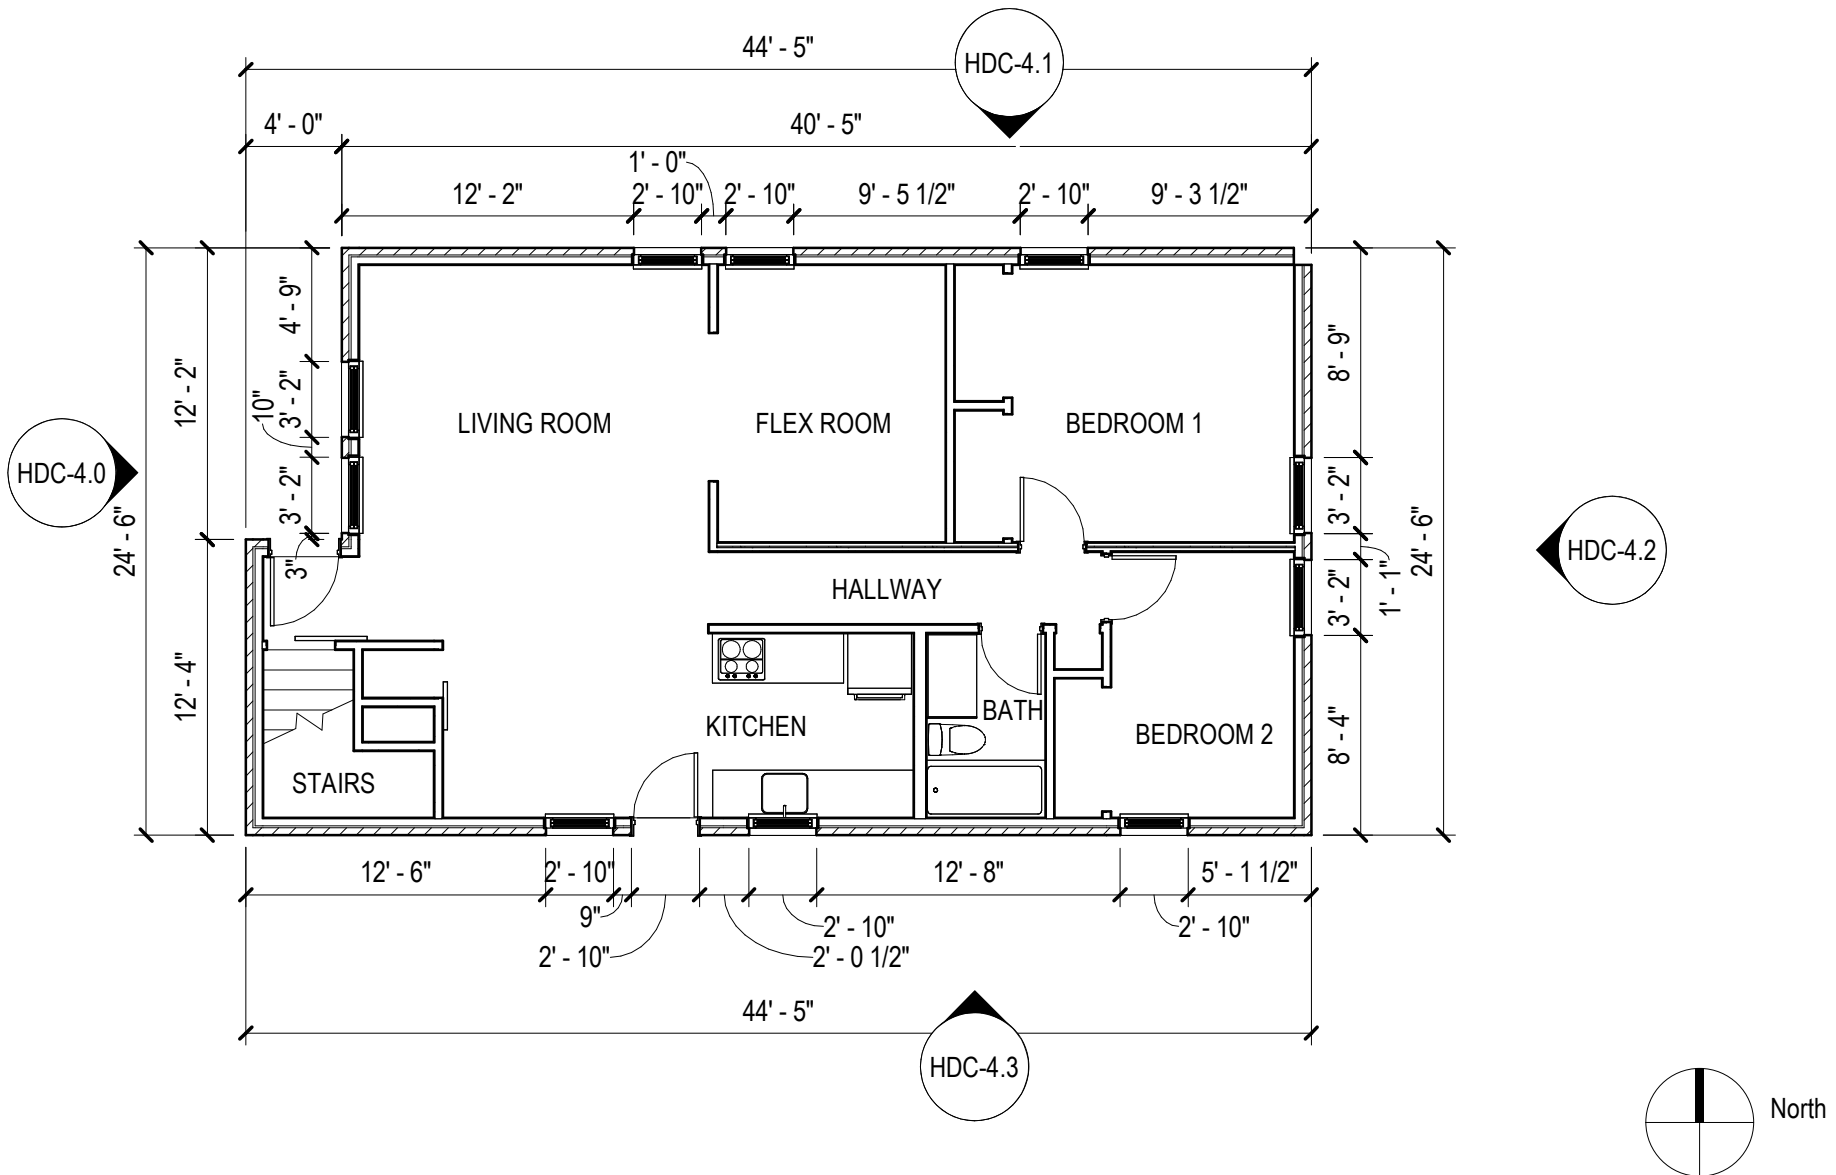 44' - 5"
HDC-4.1
4' - 0"
40' - 5"
1' - 0"
12' - 2"
2' - 10"
2' - 10"
9' - 5 1/2"
2' - 10"
9' - 3 1/2"
4' - 9"
12' - 2"
3' - 2"
10"
8' - 9"
LIVING ROOM
FLEX ROOM
BEDROOM 1
HDC-4.0
3' - 2"
3' - 2"
24' - 6"
24' - 6"
HDC-4.2
3"
1' - 1"
3' - 2"
HALLWAY
12' - 4"
BATH
KITCHEN
BEDROOM 2
8' - 4"
STAIRS
12' - 6"
2' - 10"
12' - 8"
5' - 1 1/2"
9"
2' - 10"
2' - 10"
2' - 10"
2' - 0 1/2"
44' - 5"
HDC-4.3
North